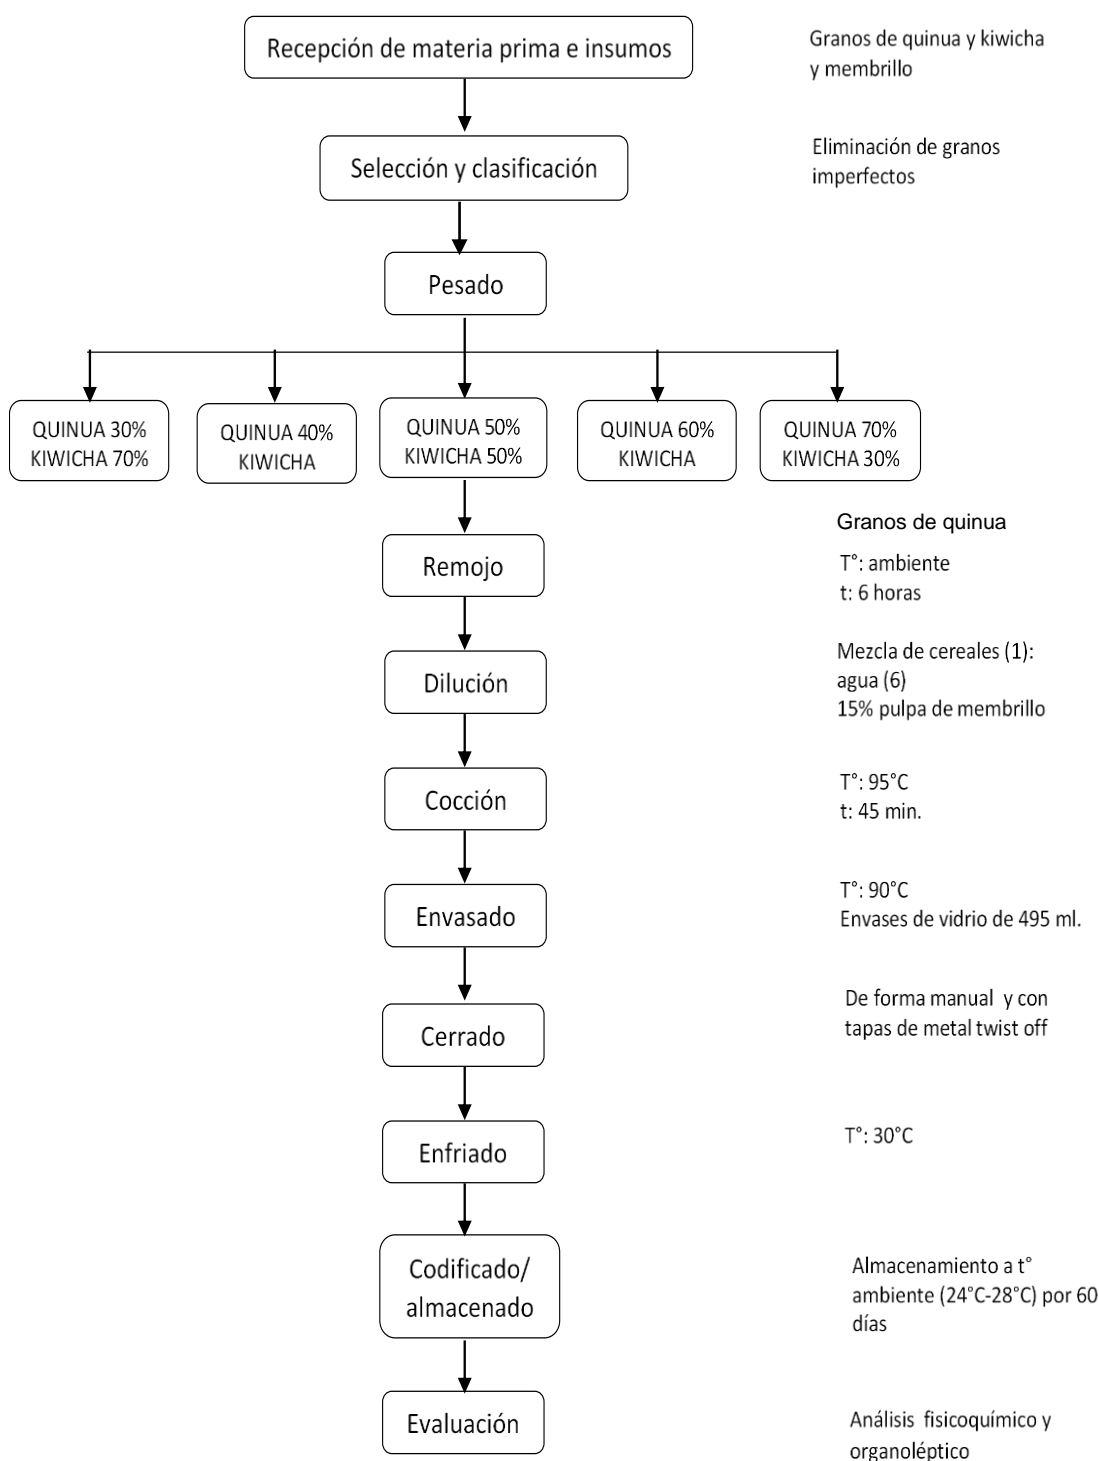 Recepción de materia prima e insumos
Granos de quinua y kiwicha
y membrillo
Selección y clasificación
Eliminación de granos
imperfectos
Pesado
QUINUA 30%
KIWICHA 70%
QUINUA 40%
KIWICHA
QUINUA 50%
KIWICHA 50%
QUINUA 60%
KIWICHA
QUINUA 70%
KIWICHA 30%
Remojo
Granos de quinua
T°: ambiente
t: 6 horas
Dilución
Mezcla de cereales (1):
agua (6)
15% pulpa de membrillo
Cocción
T°: 95°C
t: 45 min.
Envasado
T°: 90°C
Envases de vidrio de 495 ml.
Cerrado
De forma manual y con
tapas de metal twist off
Enfriado
T°: 30°C
Codificado/
almacenado
Almacenamiento a t°
ambiente (24°C-28°C) por 60
días
Evaluación
Análisis fisicoquímico y
organoléptico